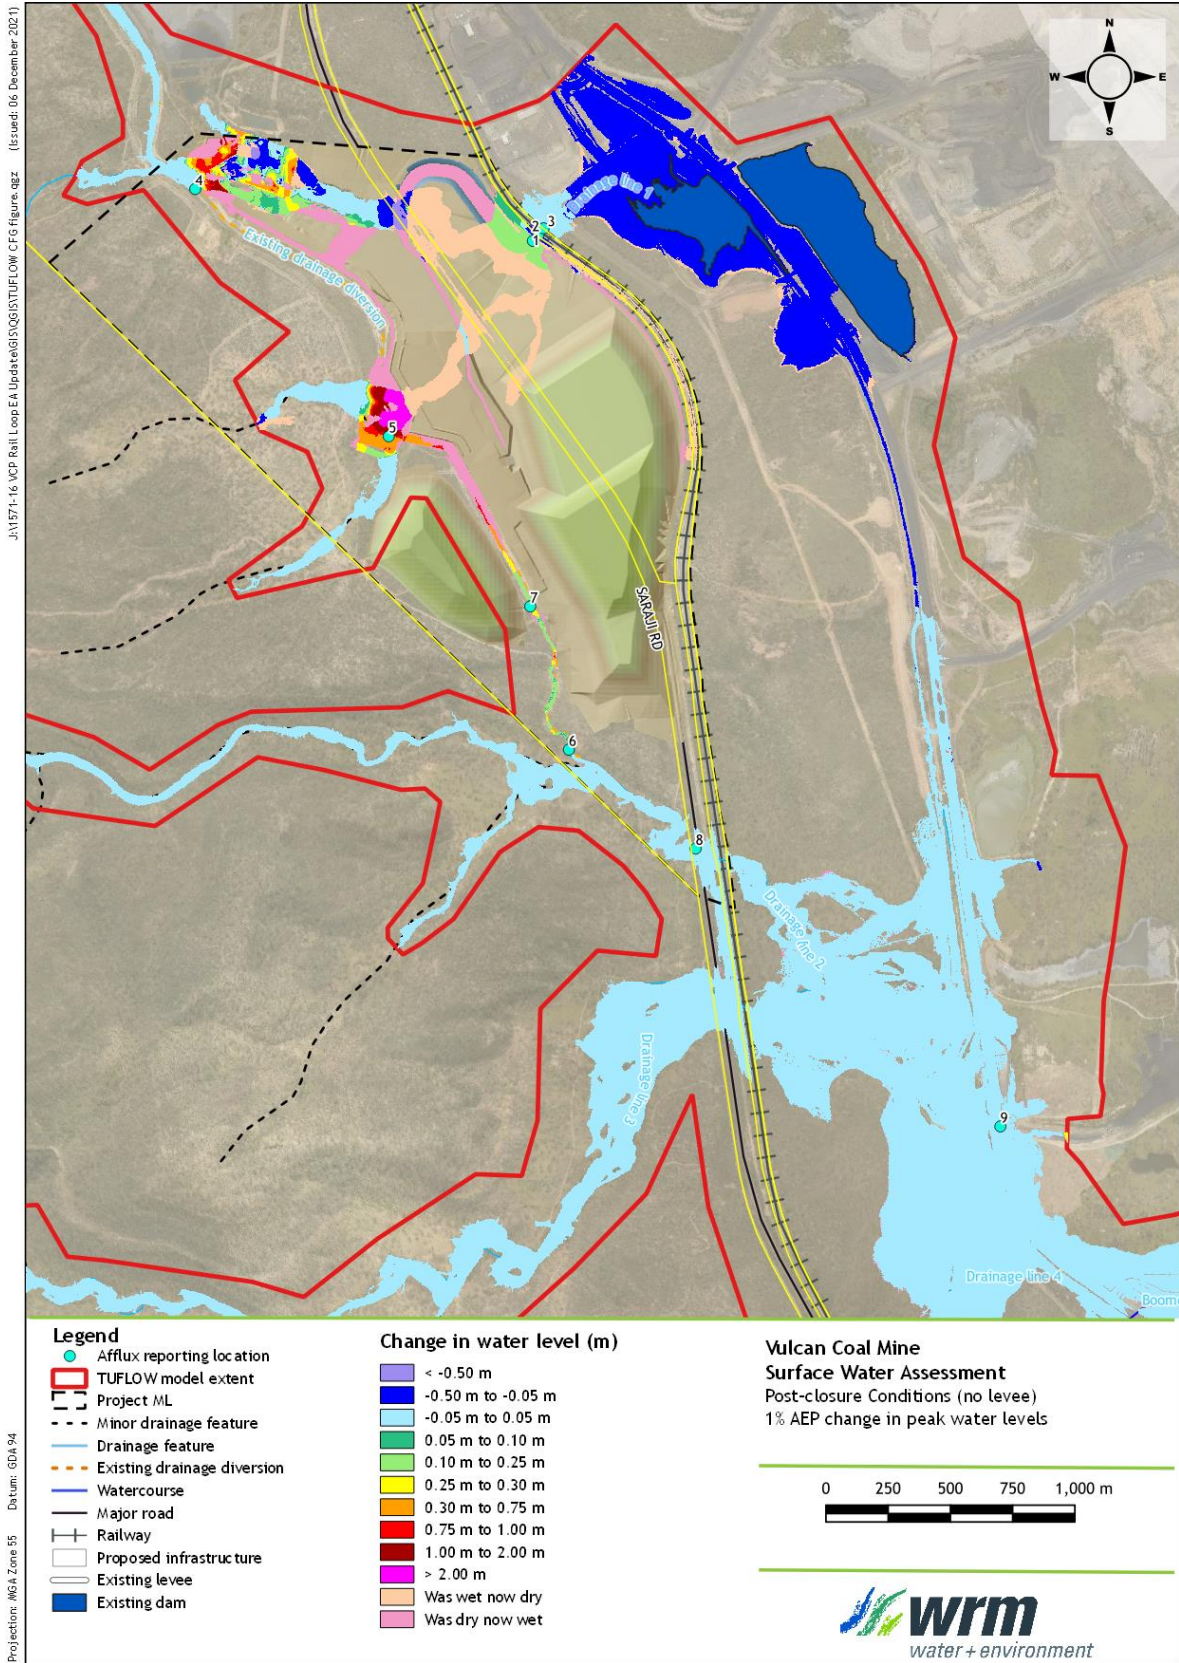 J:\1571-16 VCP Rail Loop EA Update\GIS\QGIS\TUFLOW CFG figure.qgz (Issued: 06 December 2021)
Projection: MGA Zone 55 Datum: GDA 94
N
W
E
S
4
3
2
1
Drainage line 1
Existing drainage diversion
5
7
SARAJI RD
6
8
Drainage line 2
Drainage line 3
9
Drainage line 4
Boome
Legend
Afflux reporting location
TUFLOW model extent
Project ML
Minor drainage feature
Drainage feature
Existing drainage diversion
Watercourse
Major road
Railway
Proposed infrastructure
Existing levee
Existing dam
Change in water level (m)
< -0.50 m
-0.50 m to -0.05 m
-0.05 m to 0.05 m
0.05 m to 0.10 m
0.10 m to 0.25 m
0.25 m to 0.30 m
0.30 m to 0.75 m
0.75 m to 1.00 m
1.00 m to 2.00 m
> 2.00 m
Was wet now dry
Was dry now wet
Vulcan Coal Mine
Surface Water Assessment
Post-closure Conditions (no levee)
1% AEP change in peak water levels
0 250 500 750 1,000 m
wrm
water + environment